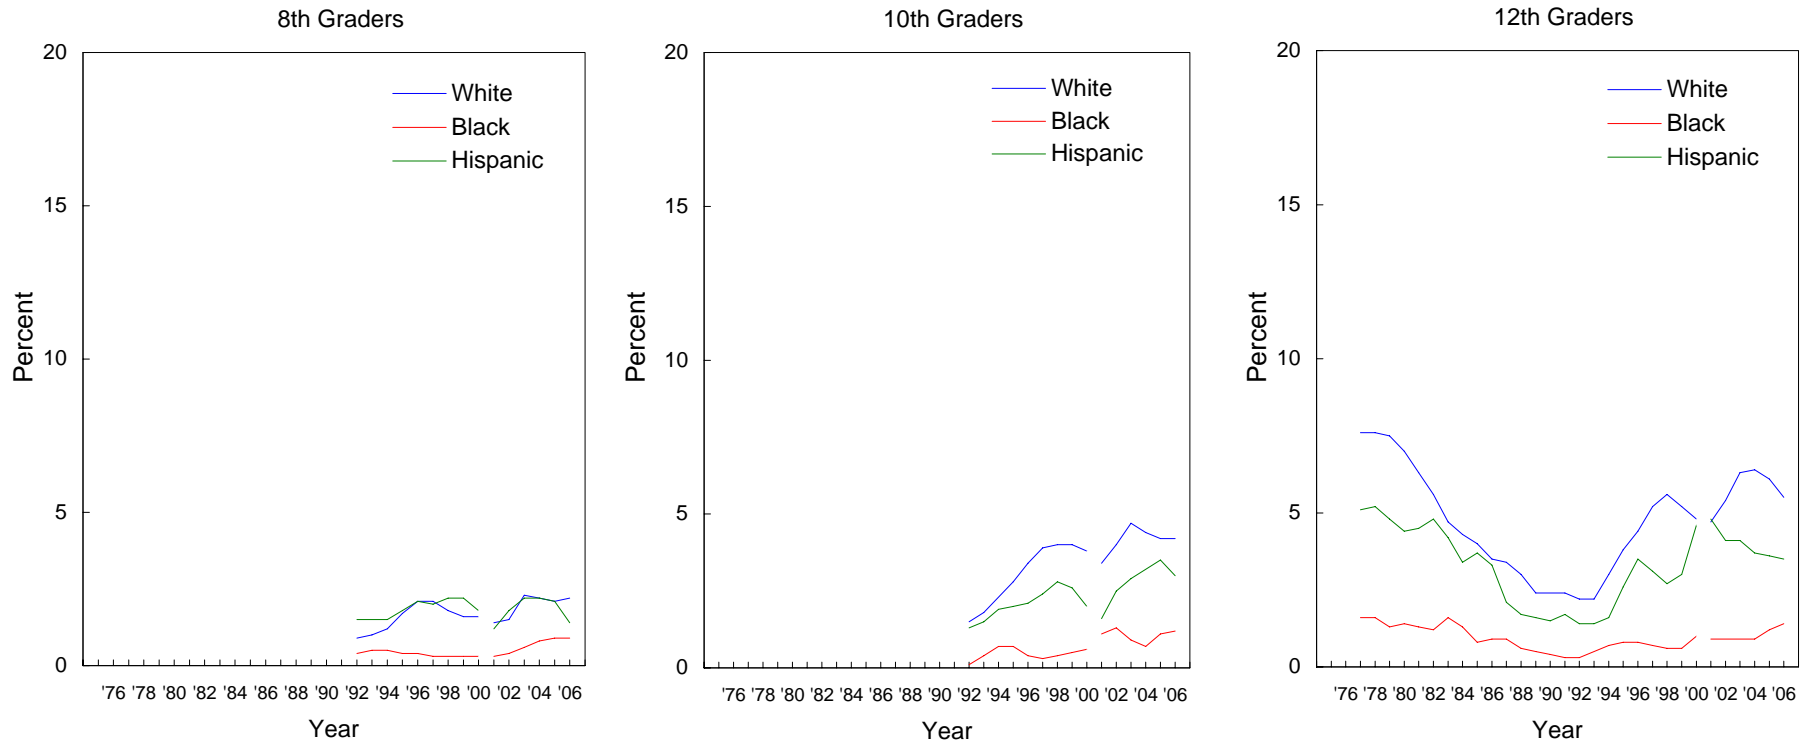 8th Graders
20
15
10
5
0
Percent
White
Black
Hispanic
'76 '78 '80 '82 '84 '86 '88 '90 '92 '94 '96 '98 '00 '02 '04 '06
Year
10th Graders
20
15
10
5
0
Percent
White
Black
Hispanic
'76 '78 '80 '82 '84 '86 '88 '90 '92 '94 '96 '98 '00 '02 '04 '06
Year
12th Graders
20
15
10
5
0
Percent
White
Black
Hispanic
'76 '78 '80 '82 '84 '86 '88 '90 '92 '94 '96 '98 '00 '02 '04 '06
Year